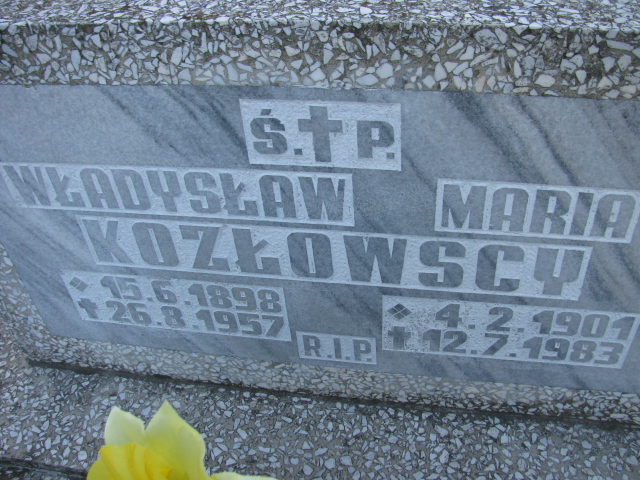 Ś.✝P.
WŁADYSŁAW MARIA
KOZŁOWSCY
15.6.1898 4.2.1901
✝26.8.1957 ✝12.7.1983
R.I.P.